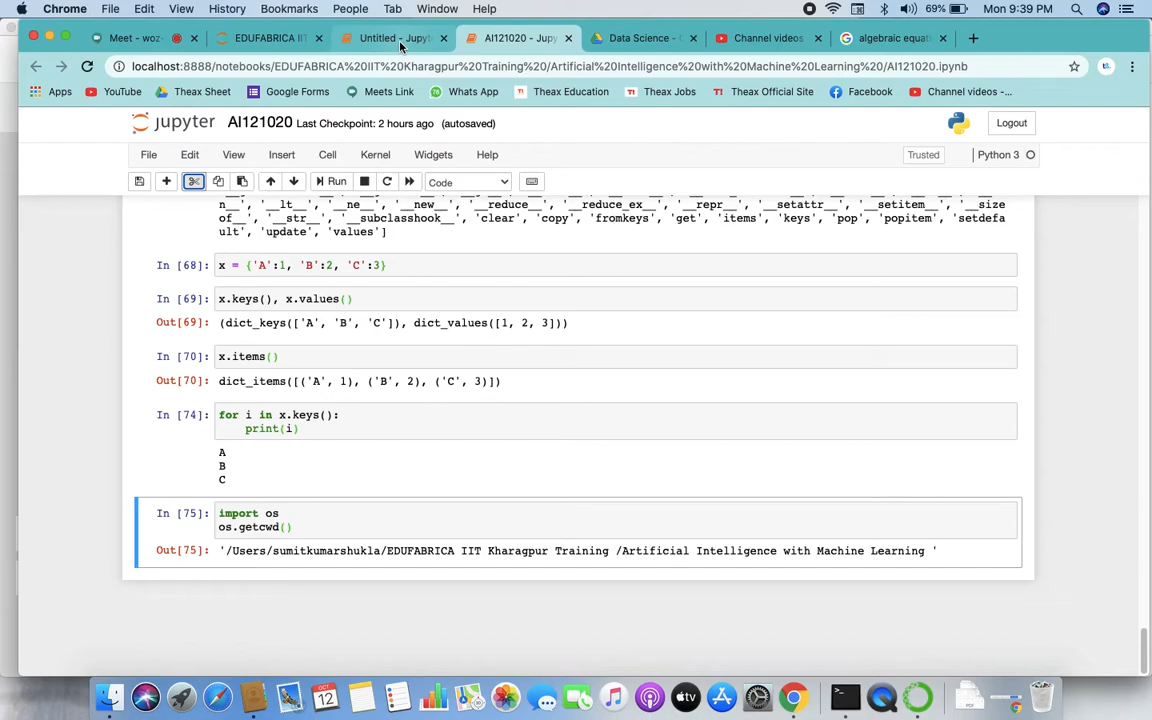 Chrome File Edit View History Bookmarks People Tab Window Help 69% Mon 9:39 PM
Meet - woz- EDUFABRICA IIT Untitled - Jupyt AI121020 - Jup Data Science - Channel videos algebraic equat
localhost:8888/notebooks/EDUFABRICA%20IIT%20Kharagpur%20Training%20/Artificial%20Intelligence%20with%20Machine%20Learning%20/AI121020.ipynb
Apps YouTube Theax Sheet Google Forms Meets Link Whats App Theax Education Theax Jobs Theax Official Site Facebook Channel videos -...
jupyter AI121020 Last Checkpoint: 2 hours ago (autosaved) Logout
File Edit View Insert Cell Kernel Widgets Help Trusted Python 3
Run Code
n__', '__lt__', '__ne__', '__new__', '__reduce__', '__reduce_ex__', '__repr__', '__setattr__', '__setitem__', '__size
of__', '__str__', '__subclasshook__', 'clear', 'copy', 'fromkeys', 'get', 'items', 'keys', 'pop', 'popitem', 'setdefa
ult', 'update', 'values']
In [68]: x = {'A':1, 'B':2, 'C':3}
In [69]: x.keys(), x.values()
Out[69]: (dict_keys(['A', 'B', 'C']), dict_values([1, 2, 3]))
In [70]: x.items()
Out[70]: dict_items([('A', 1), ('B', 2), ('C', 3)])
In [74]: for i in x.keys():
print(i)
A
B
C
In [75]: import os
os.getcwd()
Out[75]: '/Users/sumitkumarshukla/EDUFABRICA IIT Kharagpur Training /Artificial Intelligence with Machine Learning '
OCT
12
tv
PDF